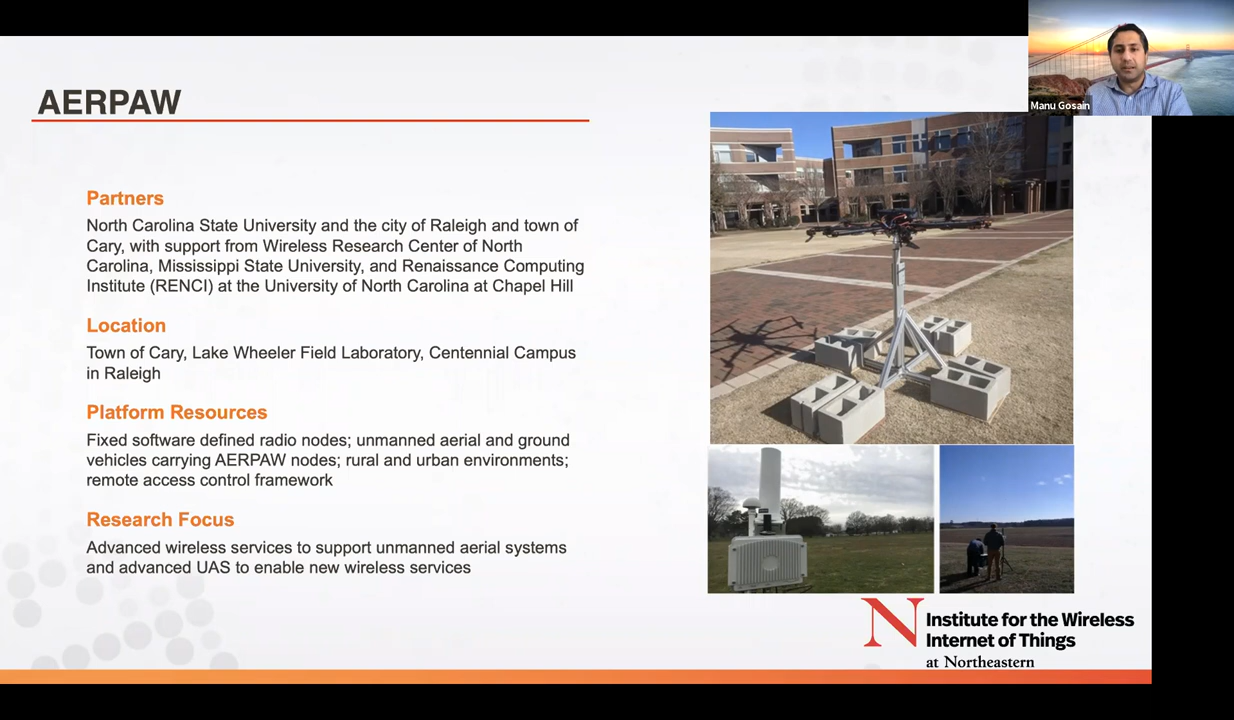 AERPAW
Manu Gosain
Partners
North Carolina State University and the city of Raleigh and town of
Cary, with support from Wireless Research Center of North
Carolina, Mississippi State University, and Renaissance Computing
Institute (RENCI) at the University of North Carolina at Chapel Hill
Location
Town of Cary, Lake Wheeler Field Laboratory, Centennial Campus
in Raleigh
Platform Resources
Fixed software defined radio nodes; unmanned aerial and ground
vehicles carrying AERPAW nodes; rural and urban environments;
remote access control framework
Research Focus
Advanced wireless services to support unmanned aerial systems
and advanced UAS to enable new wireless services
N
Institute for the Wireless
Internet of Things
at Northeastern